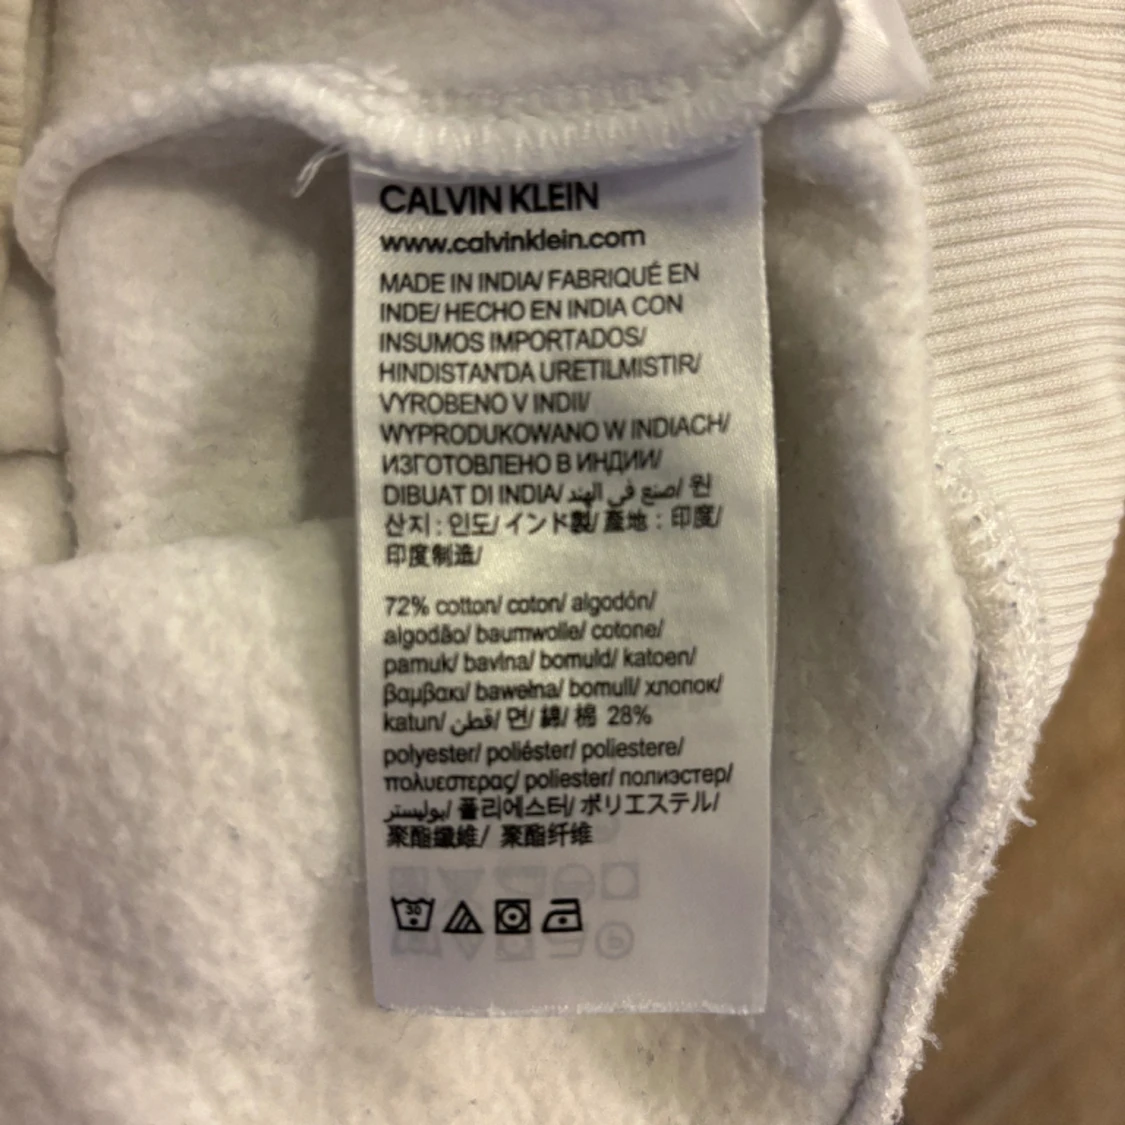 CALVIN KLEIN
www.calvinklein.com
MADE IN INDIA/ FABRIQUÉ EN
INDE/ HECHO EN INDIA CON
INSUMOS IMPORTADOS/
HINDISTAN'DA URETILMISTIR/
VYROBENO V INDII/
WYPRODUKOWANO W INDIACH/
ИЗГОТОВЛЕНО В ИНДИИ/
DIBUAT DI INDIA/ صنع في الهند/ 원
산지 : 인도/ インド製/ 產地 : 印度/
印度制造/
72% cotton/ coton/ algodón/
algodão/ baumwolle/ cotone/
pamuk/ bavlna/ bomuld/ katoen/
βαμβακι/ bawełna/ bomull/ хлопок/
katun/ قطن/ 면/ 綿/ 棉 28%
polyester/ poliéster/ poliestere/
πολυεστερας/ poliester/ полиэстер/
بوليستر/ 폴리에스터/ ポリエステル/
聚酯纖維/ 聚酯纤维
30